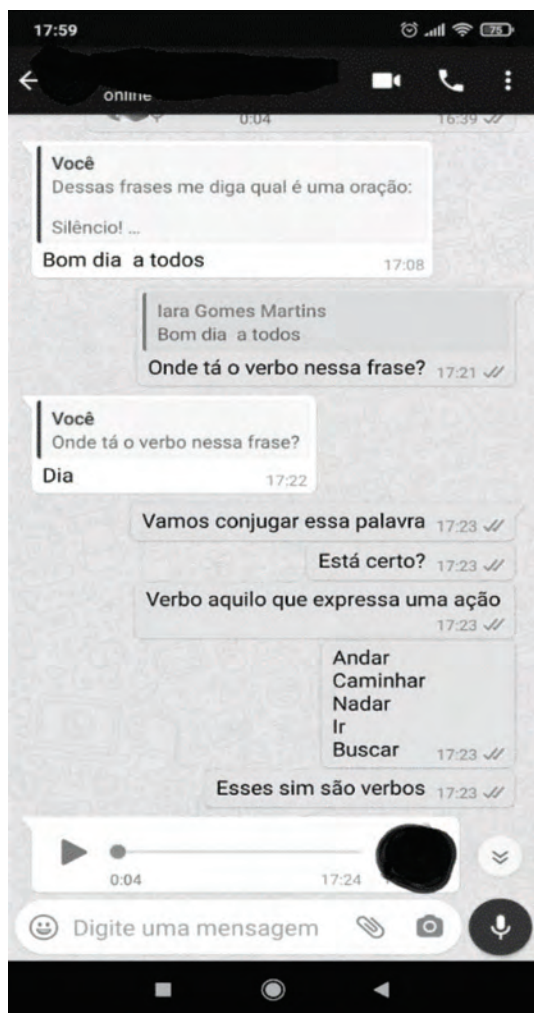 17:59
75
online
0:04 16:39
Você
Dessas frases me diga qual é uma oração:
Silêncio! ...
Bom dia a todos 17:08
Iara Gomes Martins
Bom dia a todos
Onde tá o verbo nessa frase? 17:21
Você
Onde tá o verbo nessa frase?
Dia 17:22
Vamos conjugar essa palavra 17:23
Está certo? 17:23
Verbo aquilo que expressa uma ação
17:23
Andar
Caminhar
Nadar
Ir
Buscar 17:23
Esses sim são verbos 17:23
0:04 17:24
Digite uma mensagem